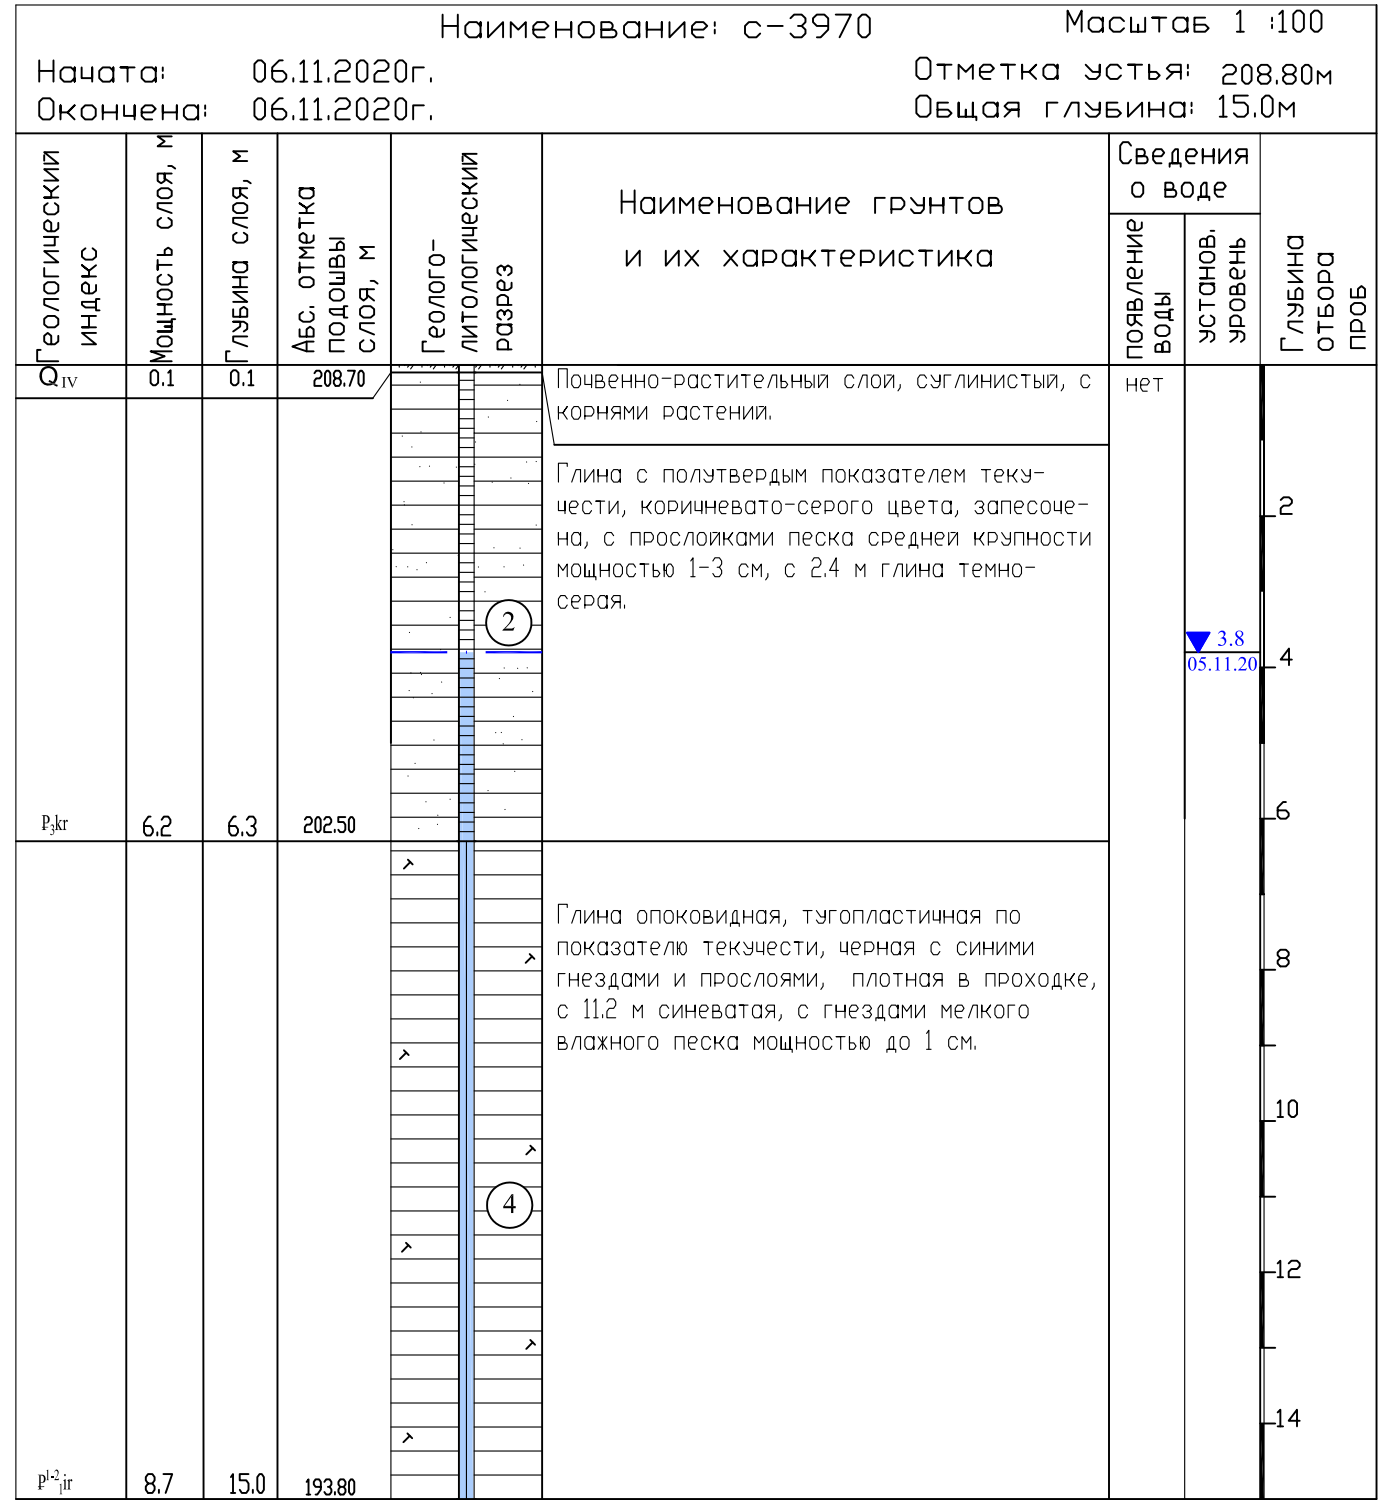 Наименование: с-3970
Масштаб 1 :100
Начата: 06.11.2020г.
Отметка устья: 208.80м
Окончена: 06.11.2020г.
Общая глубина: 15.0м
Геологический
индекс
Мощность слоя, м
Глубина слоя, м
Абс. отметка
подошвы
слоя, м
Геолого-
литологический
разрез
Наименование грунтов
и их характеристика
Сведения
о воде
появление
воды
установ.
уровень
Глубина
отбора
проб
QIV 0.1 0.1 208.70
Почвенно-растительный слой, суглинистый, с
корнями растений.
нет
Глина с полутвердым показателем теку-
чести, коричневато-серого цвета, запесоче-
на, с прослойками песка средней крупности
мощностью 1-3 см, с 2.4 м глина темно-
серая.
2
2
3.8
05.11.20
4
6
₽₃kr 6.2 6.3 202.50
Глина опоковидная, тугопластичная по
показателю текучести, черная с синими
гнездами и прослоями, плотная в проходке,
с 11.2 м синеватая, с гнездами мелкого
влажного песка мощностью до 1 см.
8
10
4
12
14
₽¹⁻²₁ir 8.7 15.0 193.80